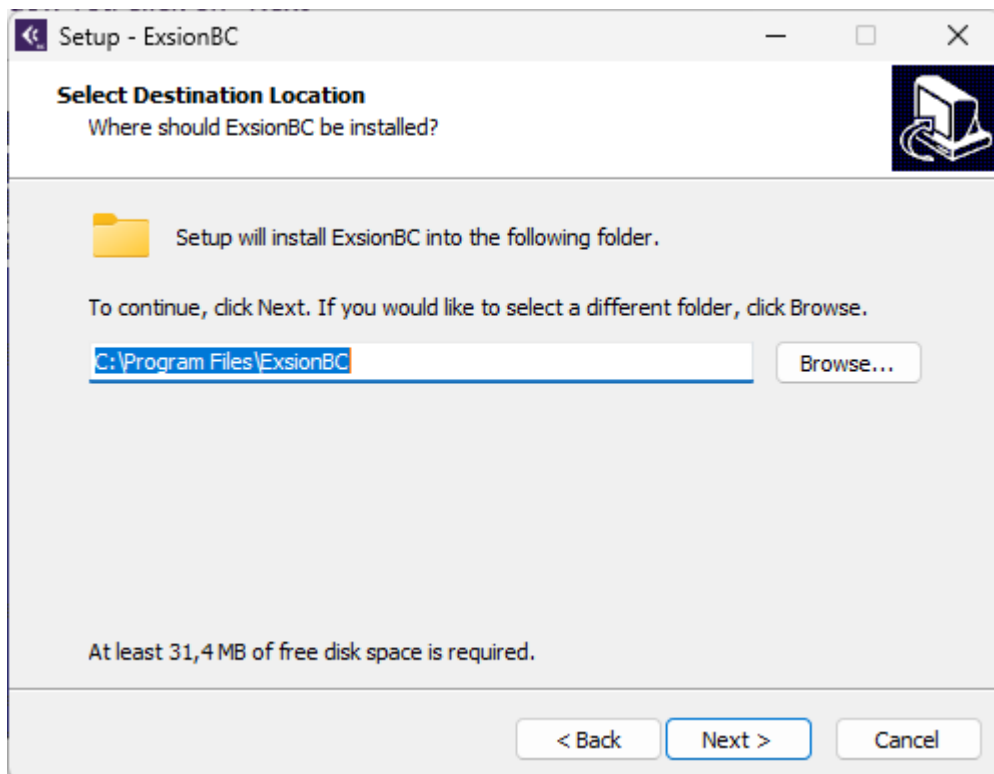 Setup - ExsionBC
Select Destination Location
Where should ExsionBC be installed?
Setup will install ExsionBC into the following folder.
To continue, click Next. If you would like to select a different folder, click Browse.
C:\Program Files\ExsionBC
Browse...
At least 31,4 MB of free disk space is required.
< Back
Next >
Cancel